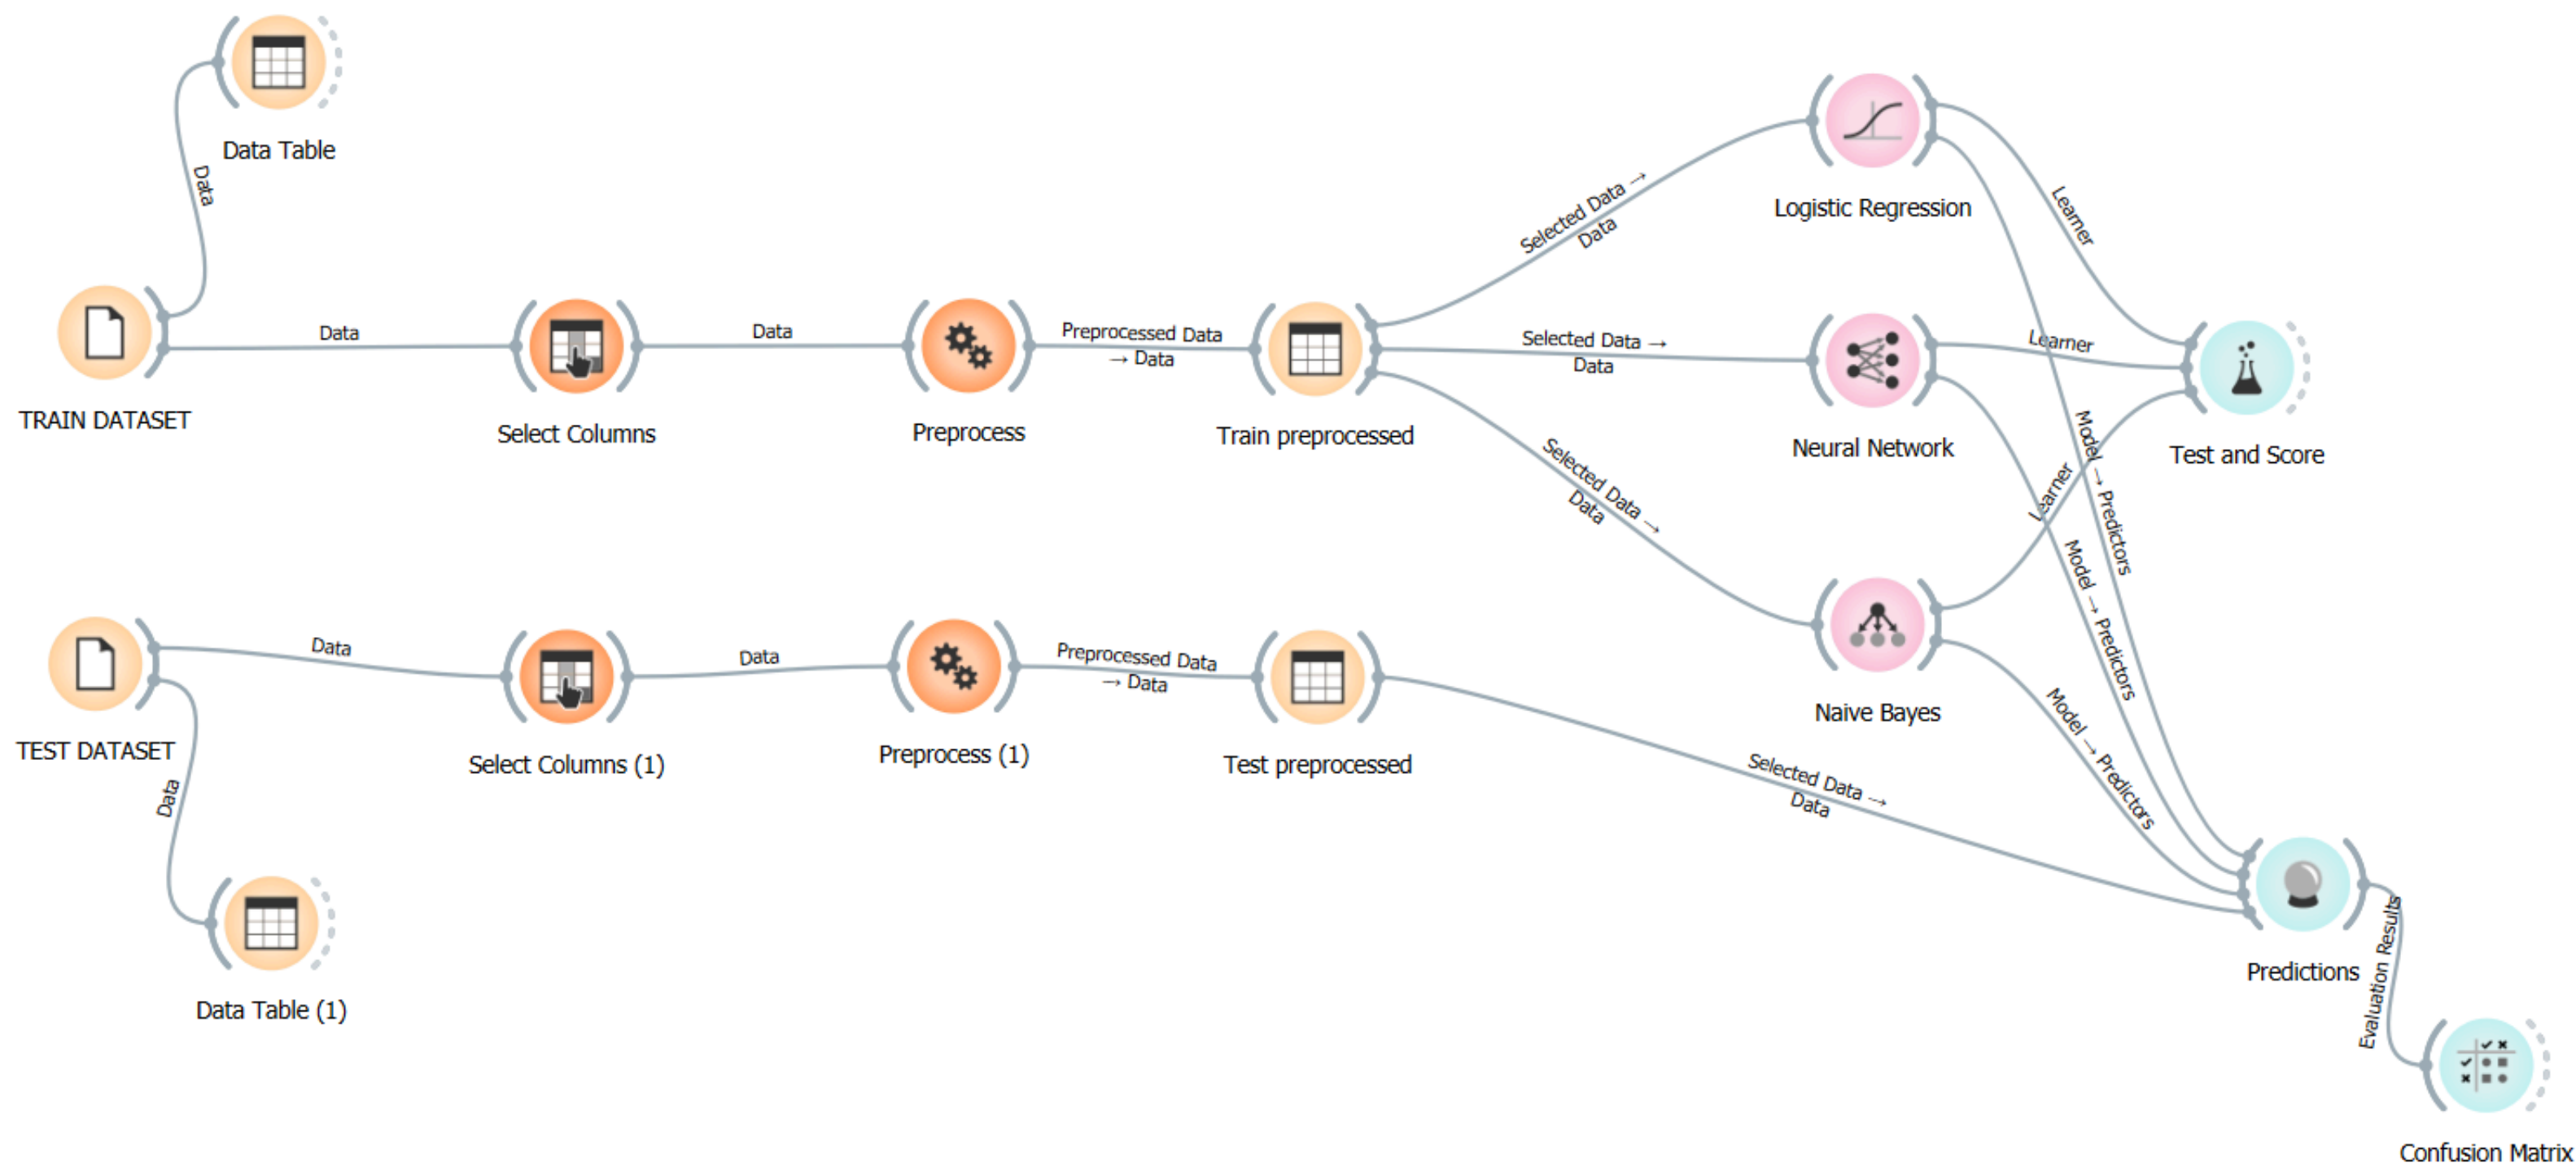 Data Table
Data
TRAIN DATASET
Data
Select Columns
Data
Preprocess
Preprocessed Data
→ Data
Train preprocessed
Selected Data →
Data
Selected Data →
Data
Selected Data →
Data
Logistic Regression
Learner
Neural Network
Learner
Test and Score
Learner
Model → Predictors
Model → Predictors
Naive Bayes
Model → Predictors
TEST DATASET
Data
Select Columns (1)
Data
Preprocess (1)
Preprocessed Data
→ Data
Test preprocessed
Selected Data →
Data
Data
Data Table (1)
Predictions
Evaluation Results
Confusion Matrix